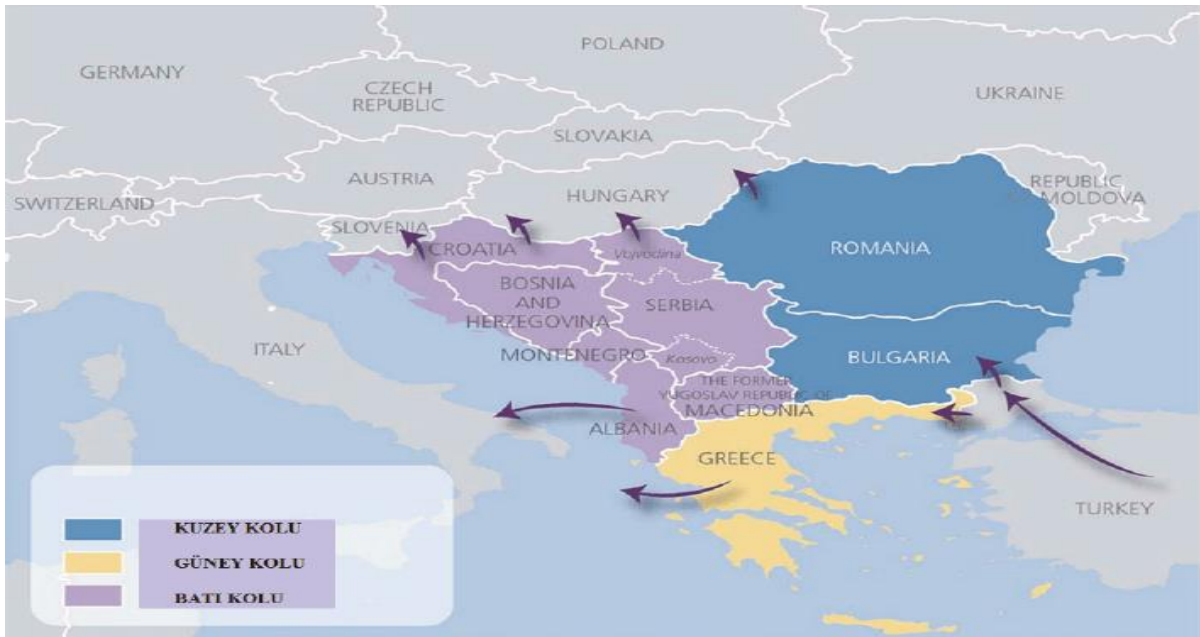 POLAND
GERMANY
CZECH
REPUBLIC
UKRAINE
SLOVAKIA
AUSTRIA
HUNGARY
REPUBLIC
MOLDOVA
SWITZERLAND
SLOVENIA
CROATIA
Vojvodina
ROMANIA
BOSNIA
AND
HERZEGOVINA
SERBIA
ITALY
MONTENEGRO
Kosovo
BULGARIA
THE FORMER
YUGOSLAV REPUBLIC OF
MACEDONIA
ALBANIA
GREECE
TURKEY
KUZEY KOLU
GÜNEY KOLU
BATI KOLU